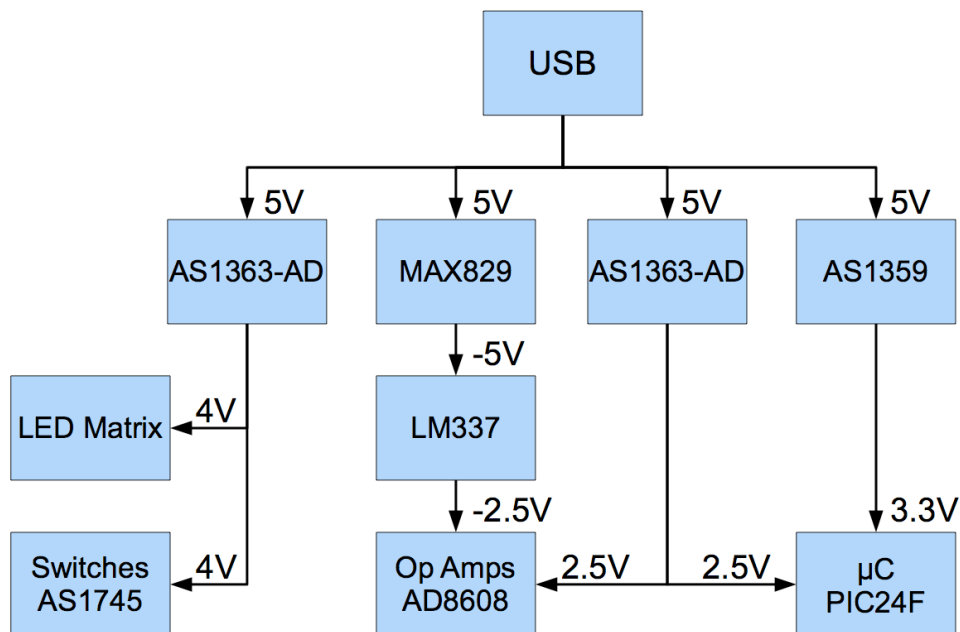 USB
5V
5V
5V
5V
AS1363-AD
MAX829
AS1363-AD
AS1359
-5V
LED Matrix
4V
LM337
-2.5V
3.3V
Switches
AS1745
4V
Op Amps
AD8608
2.5V
2.5V
µC
PIC24F